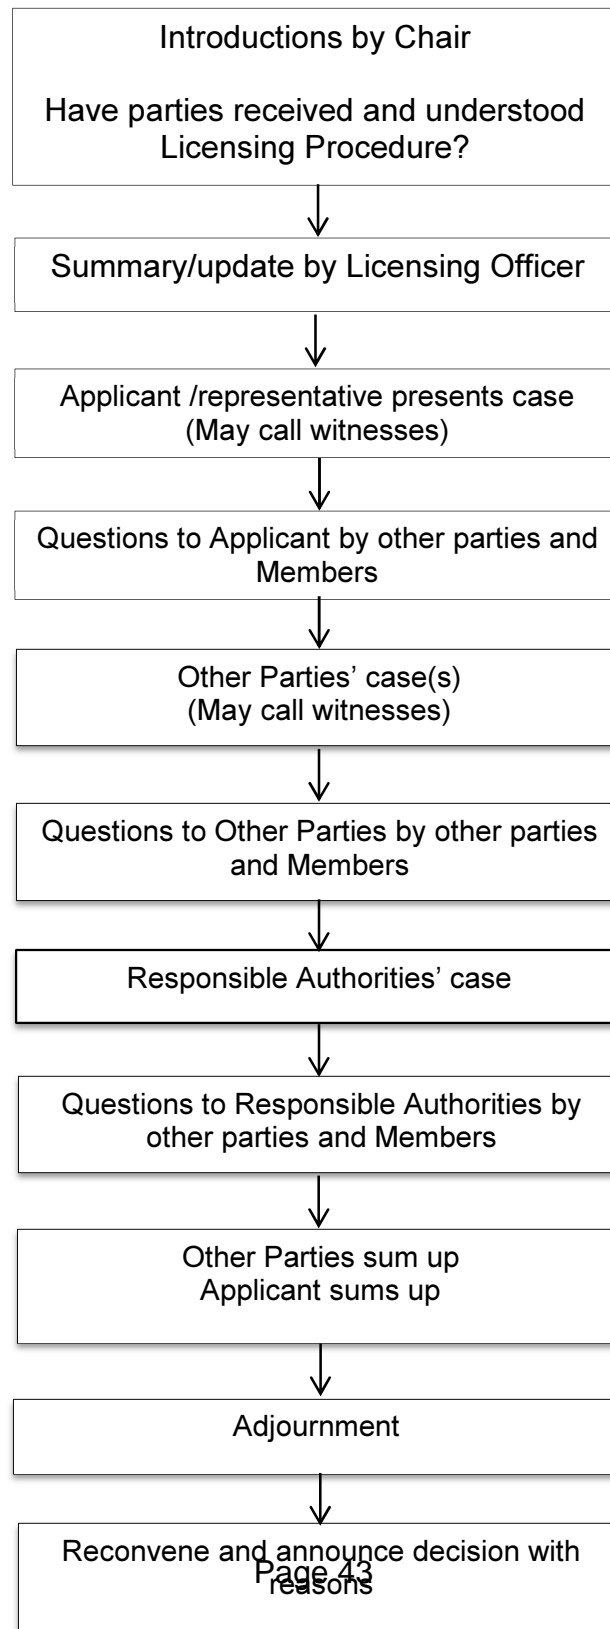 Introductions by Chair
Have parties received and understood
Licensing Procedure?
Summary/update by Licensing Officer
Applicant /representative presents case
(May call witnesses)
Questions to Applicant by other parties and
Members
Other Parties’ case(s)
(May call witnesses)
Questions to Other Parties by other parties
and Members
Responsible Authorities’ case
Questions to Responsible Authorities by
other parties and Members
Other Parties sum up
Applicant sums up
Adjournment
Reconvene and announce decision with
reasons
Page 43